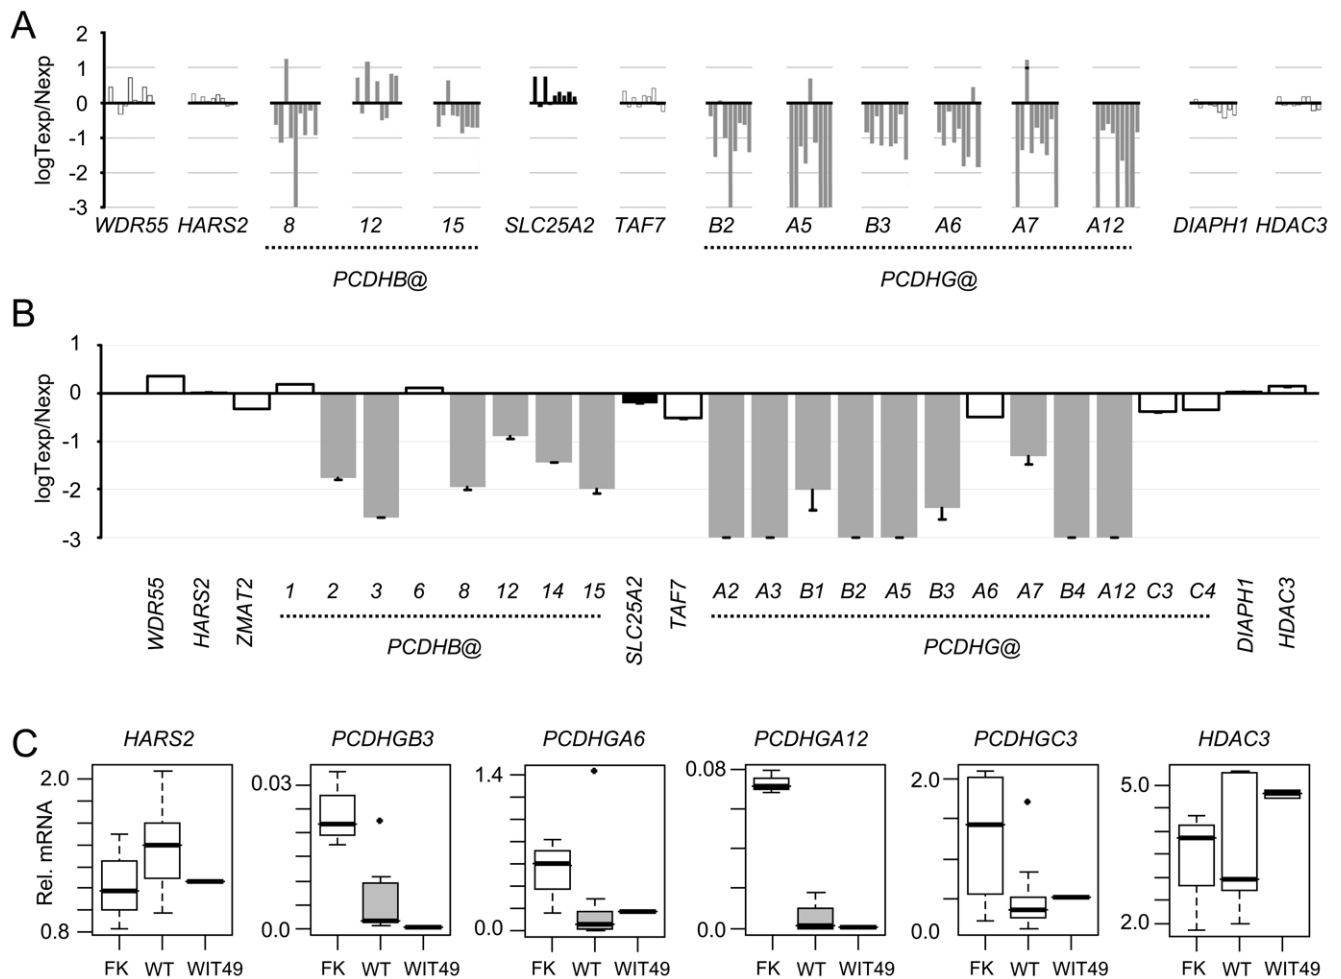 A
logTexp/Nexp
2
1
0
-1
-2
-3
WDR55 HARS2 8 12 15 SLC25A2 TAF7 B2 A5 B3 A6 A7 A12 DIAPH1 HDAC3
PCDHB@ PCDHG@
B
logTexp/Nexp
1
0
-1
-2
-3
WDR55 HARS2 ZMAT2 1 2 3 6 8 12 14 15 SLC25A2 TAF7 A2 A3 B1 B2 A5 B3 A6 A7 B4 A12 C3 C4 DIAPH1 HDAC3
PCDHB@ PCDHG@
C
HARS2 PCDHGB3 PCDHGA6 PCDHGA12 PCDHGC3 HDAC3
Rel. mRNA
2.0 0.03 1.4 0.08 2.0 5.0
0.8 0.0 0.0 0.0 0.0 2.0
FK WT WIT49 FK WT WIT49 FK WT WIT49 FK WT WIT49 FK WT WIT49 FK WT WIT49